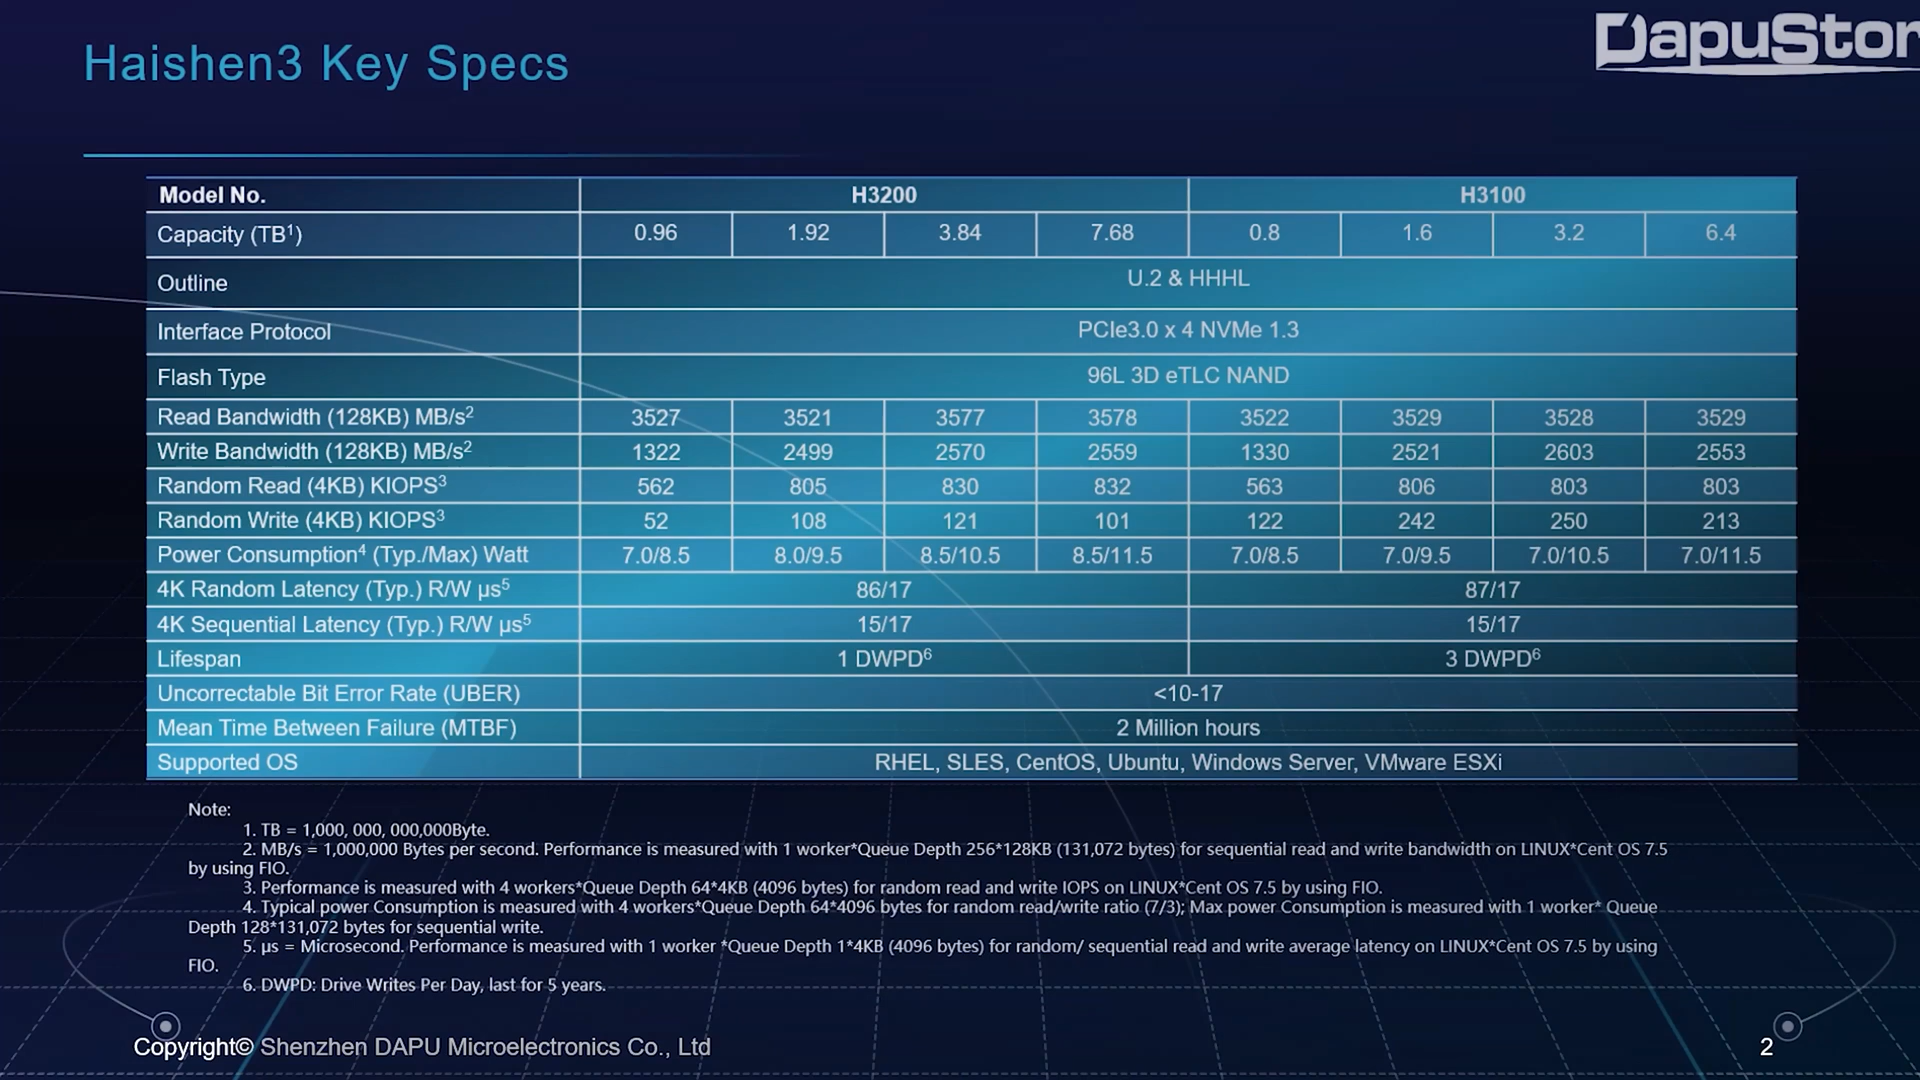 DapuStor
Haishen3 Key Specs
Model No. H3200 H3100
Capacity (TB¹) 0.96 1.92 3.84 7.68 0.8 1.6 3.2 6.4
Outline U.2 & HHHL
Interface Protocol PCIe3.0 x 4 NVMe 1.3
Flash Type 96L 3D eTLC NAND
Read Bandwidth (128KB) MB/s² 3527 3521 3577 3578 3522 3529 3528 3529
Write Bandwidth (128KB) MB/s² 1322 2499 2570 2559 1330 2521 2603 2553
Random Read (4KB) KIOPS³ 562 805 830 832 563 806 803 803
Random Write (4KB) KIOPS³ 52 108 121 101 122 242 250 213
Power Consumption⁴ (Typ./Max) Watt 7.0/8.5 8.0/9.5 8.5/10.5 8.5/11.5 7.0/8.5 7.0/9.5 7.0/10.5 7.0/11.5
4K Random Latency (Typ.) R/W µs⁵ 86/17 87/17
4K Sequential Latency (Typ.) R/W µs⁵ 15/17 15/17
Lifespan 1 DWPD⁶ 3 DWPD⁶
Uncorrectable Bit Error Rate (UBER) <10-17
Mean Time Between Failure (MTBF) 2 Million hours
Supported OS RHEL, SLES, CentOS, Ubuntu, Windows Server, VMware ESXi
Note:
1. TB = 1,000, 000, 000,000Byte.
2. MB/s = 1,000,000 Bytes per second. Performance is measured with 1 worker*Queue Depth 256*128KB (131,072 bytes) for sequential read and write bandwidth on LINUX*Cent OS 7.5
by using FIO.
3. Performance is measured with 4 workers*Queue Depth 64*4KB (4096 bytes) for random read and write IOPS on LINUX*Cent OS 7.5 by using FIO.
4. Typical power Consumption is measured with 4 workers*Queue Depth 64*4096 bytes for random read/write ratio (7/3); Max power Consumption is measured with 1 worker* Queue
Depth 128*131,072 bytes for sequential write.
5. µs = Microsecond. Performance is measured with 1 worker *Queue Depth 1*4KB (4096 bytes) for random/ sequential read and write average latency on LINUX*Cent OS 7.5 by using
FIO.
6. DWPD: Drive Writes Per Day, last for 5 years.
Copyright© Shenzhen DAPU Microelectronics Co., Ltd
2